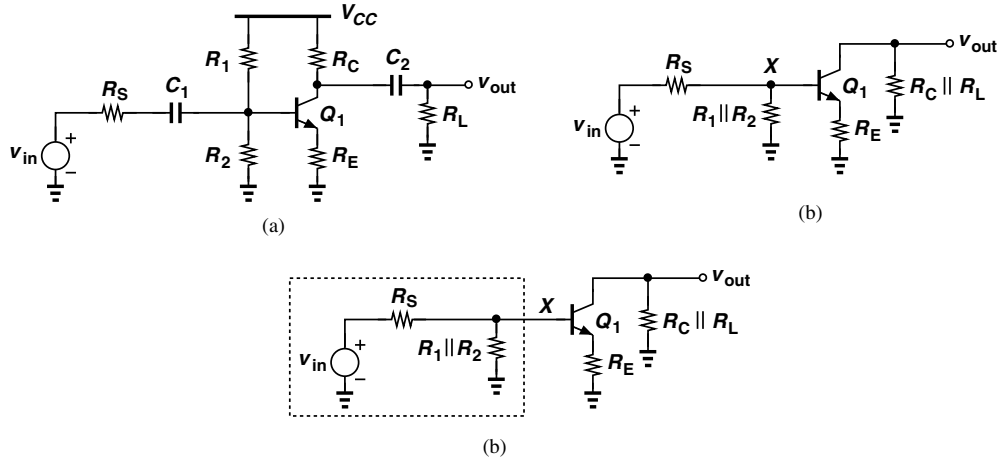 V_CC
R_1
R_C
C_2
v_out
R_S
C_1
Q_1
R_L
v_in
+
−
R_2
R_E
(a)
v_out
R_S
X
Q_1
R_C || R_L
R_1 || R_2
v_in
+
−
R_E
(b)
v_out
R_S
X
Q_1
R_C || R_L
R_1 || R_2
v_in
+
−
R_E
(b)